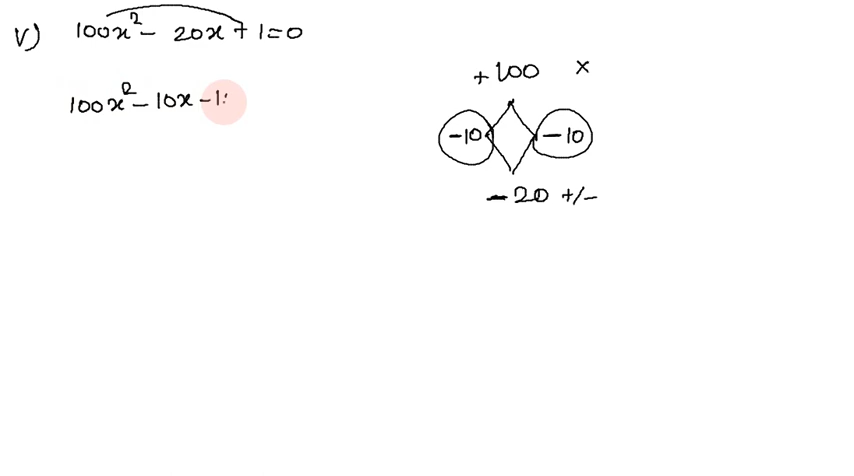 v) 100x² - 20x + 1 = 0
100x² - 10x - 1
+100 ×
-10 -10
-20 +/-